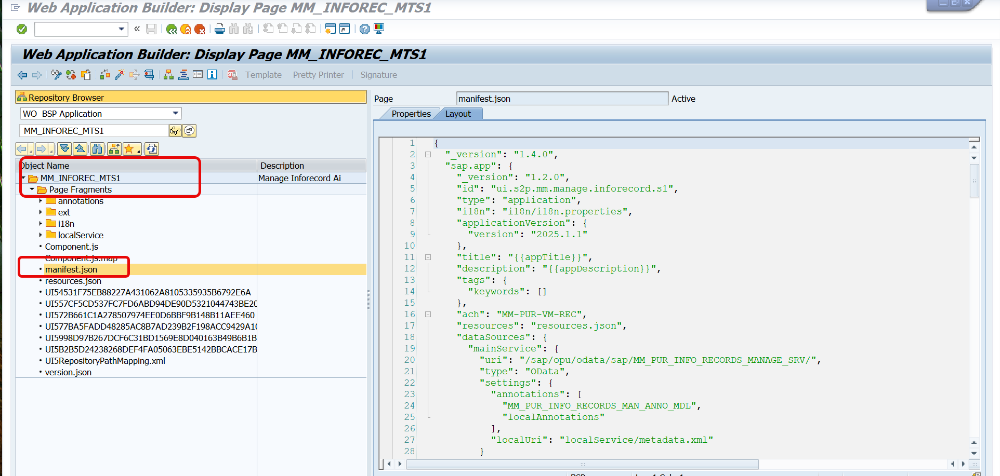 Web Application Builder: Display Page MM_INFOREC_MTS1
Web Application Builder: Display Page MM_INFOREC_MTS1
Template Pretty Printer Signature
Repository Browser
WO BSP Application
MM_INFOREC_MTS1
Object Name Description
MM_INFOREC_MTS1 Manage Inforecord Ai
Page Fragments
annotations
ext
i18n
localService
Component.js
Component.js.map
manifest.json
resources.json
UI54531F75EB88227A431062A8105335935B6792E6A
UI557CF5CD537FC7FD6ABD94DE90D5321044743BE20
UI572B661C1A278507974EE0D6BBF9B148B11AEE460
UI577BA5FADD48285AC8B7AD239B2F198ACC9429A10
UI5998D97B267DCF6C31BD1569E8D040163B49B6B1B
UI5B2B5D24238268DEF4FA05063EBE5142BBCACE17B
UI5RepositoryPathMapping.xml
version.json
Page manifest.json Active
Properties Layout
1 {
2 "_version": "1.4.0",
3 "sap.app": {
4 "_version": "1.2.0",
5 "id": "ui.s2p.mm.manage.inforecord.s1",
6 "type": "application",
7 "i18n": "i18n/i18n.properties",
8 "applicationVersion": {
9 "version": "2025.1.1"
10 },
11 "title": "{{appTitle}}",
12 "description": "{{appDescription}}",
13 "tags": {
14 "keywords": []
15 },
16 "ach": "MM-PUR-VM-REC",
17 "resources": "resources.json",
18 "dataSources": {
19 "mainService": {
20 "uri": "/sap/opu/odata/sap/MM_PUR_INFO_RECORDS_MANAGE_SRV/",
21 "type": "OData",
22 "settings": {
23 "annotations": [
24 "MM_PUR_INFO_RECORDS_MAN_ANNO_MDL",
25 "localAnnotations"
26 ],
27 "localUri": "localService/metadata.xml"
28 }